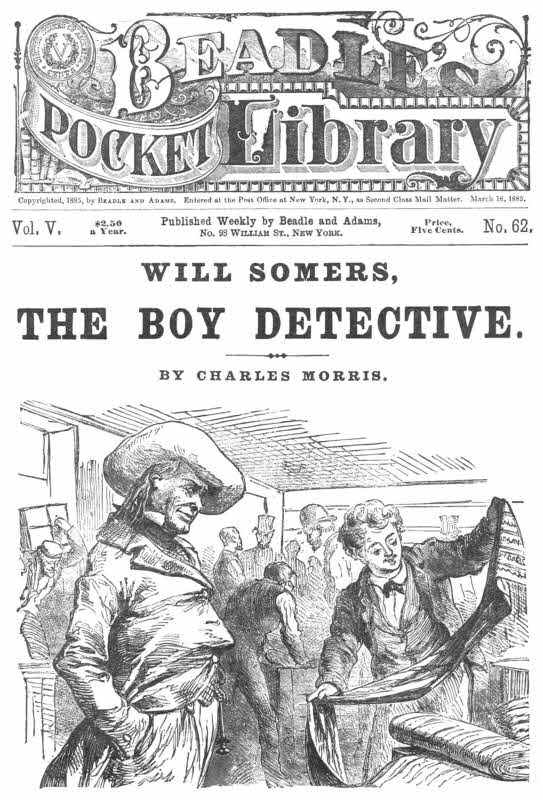 BEADLE'S
POCKET Library
Copyrighted, 1885, by BEADLE AND ADAMS. Entered at the Post Office at New York, N. Y., as Second Class Mail Matter. March 18, 1885.
Vol. V. $2.50 a Year. Published Weekly by Beadle and Adams, No. 98 WILLIAM ST., NEW YORK. Price, Five Cents. No. 62.
WILL SOMERS,
THE BOY DETECTIVE.
BY CHARLES MORRIS.